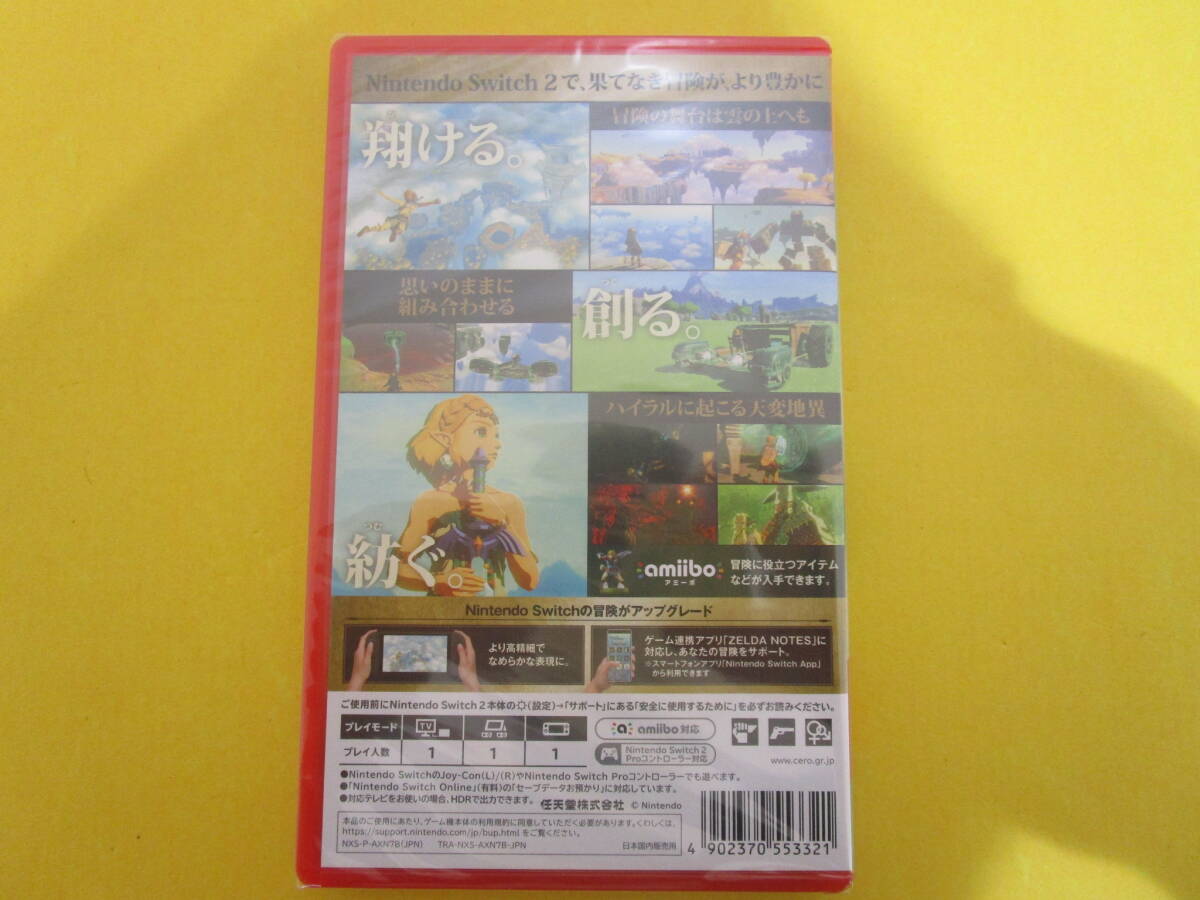 Nintendo Switch 2で、果てなき冒険が、より豊かに
翔ける。
冒険の舞台は雲の上へも
思いのままに
組み合わせる
創る。
ハイラルに起こる天変地異
つむ
紡ぐ。
amiibo
アミーボ
冒険に役立つアイテム
などが入手できます。
Nintendo Switchの冒険がアップグレード
より高精細で
なめらかな表現に。
ゲーム連携アプリ「ZELDA NOTES」に
対応し、あなたの冒険をサポート。
※スマートフォンアプリ「Nintendo Switch App」
から利用できます
ご使用前にNintendo Switch 2本体の(設定)→「サポート」にある「安全に使用するために」を必ずお読みください。
プレイモード TV
プレイ人数 1 1 1
amiibo 対応
Nintendo Switch 2
Proコントローラー対応
www.cero.gr.jp
●Nintendo SwitchのJoy-Con(L)/(R)やNintendo Switch Proコントローラーでも遊べます。
●「Nintendo Switch Online」(有料)の「セーブデータお預かり」に対応しています。
●対応テレビをお使いの場合、HDRで出力できます。
任天堂株式会社 © Nintendo
本品のご使用にあたり、ゲーム機本体の利用規約に同意していただく必要があります。くわしくは、
https://support.nintendo.com/jp/bup.html をご覧ください。
NXS-P-AXN7B(JPN) TRA-NXS-AXN7B-JPN 日本国内販売用
4 902370 553321